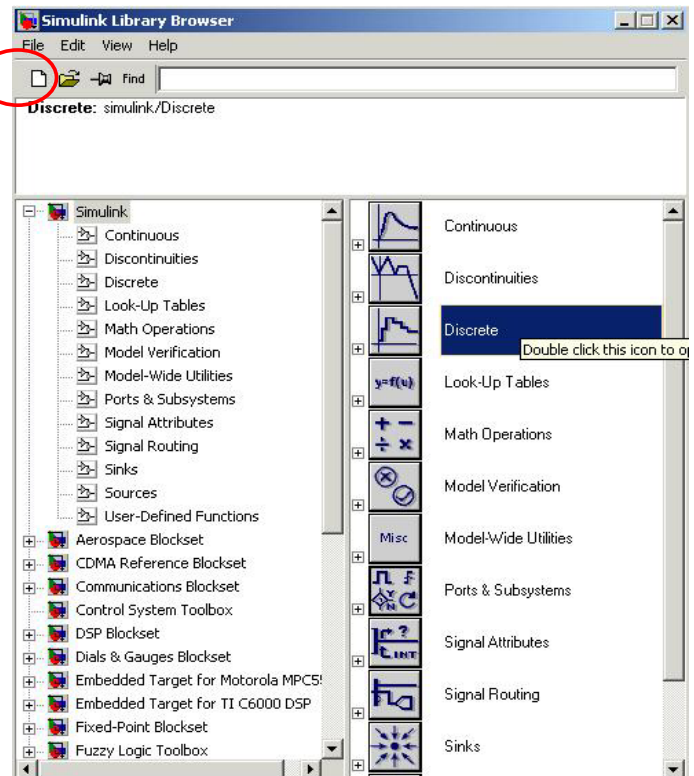 Simulink Library Browser
File Edit View Help
Find
Discrete: simulink/Discrete
Simulink
Continuous
Discontinuities
Discrete
Look-Up Tables
Math Operations
Model Verification
Model-Wide Utilities
Ports & Subsystems
Signal Attributes
Signal Routing
Sinks
Sources
User-Defined Functions
Aerospace Blockset
CDMA Reference Blockset
Communications Blockset
Control System Toolbox
DSP Blockset
Dials & Gauges Blockset
Embedded Target for Motorola MPC5
Embedded Target for TI C6000 DSP
Fixed-Point Blockset
Fuzzy Logic Toolbox
Continuous
Discontinuities
Discrete
Double click this icon to op
y=f(u) Look-Up Tables
+ − ÷ × Math Operations
Model Verification
Misc Model-Wide Utilities
Y N Ports & Subsystems
? t,INT Signal Attributes
Signal Routing
Sinks